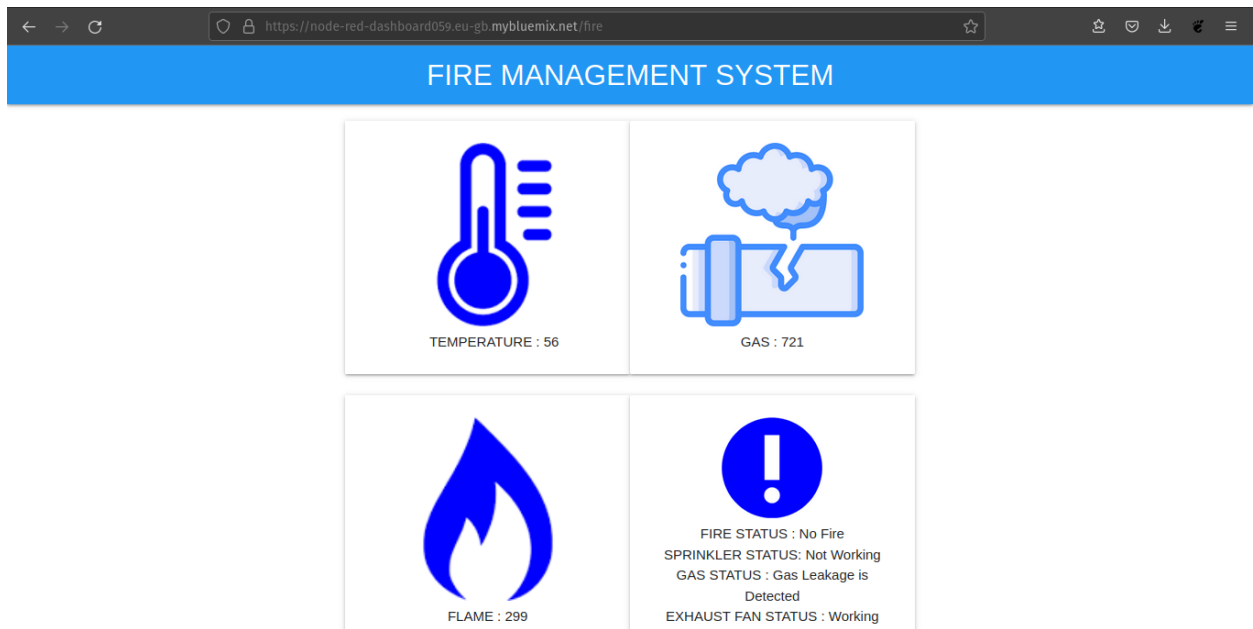 https://node-red-dashboard059.eu-gb.mybluemix.net/fire
FIRE MANAGEMENT SYSTEM
TEMPERATURE : 56
GAS : 721
FLAME : 299
FIRE STATUS : No Fire
SPRINKLER STATUS: Not Working
GAS STATUS : Gas Leakage is
Detected
EXHAUST FAN STATUS : Working